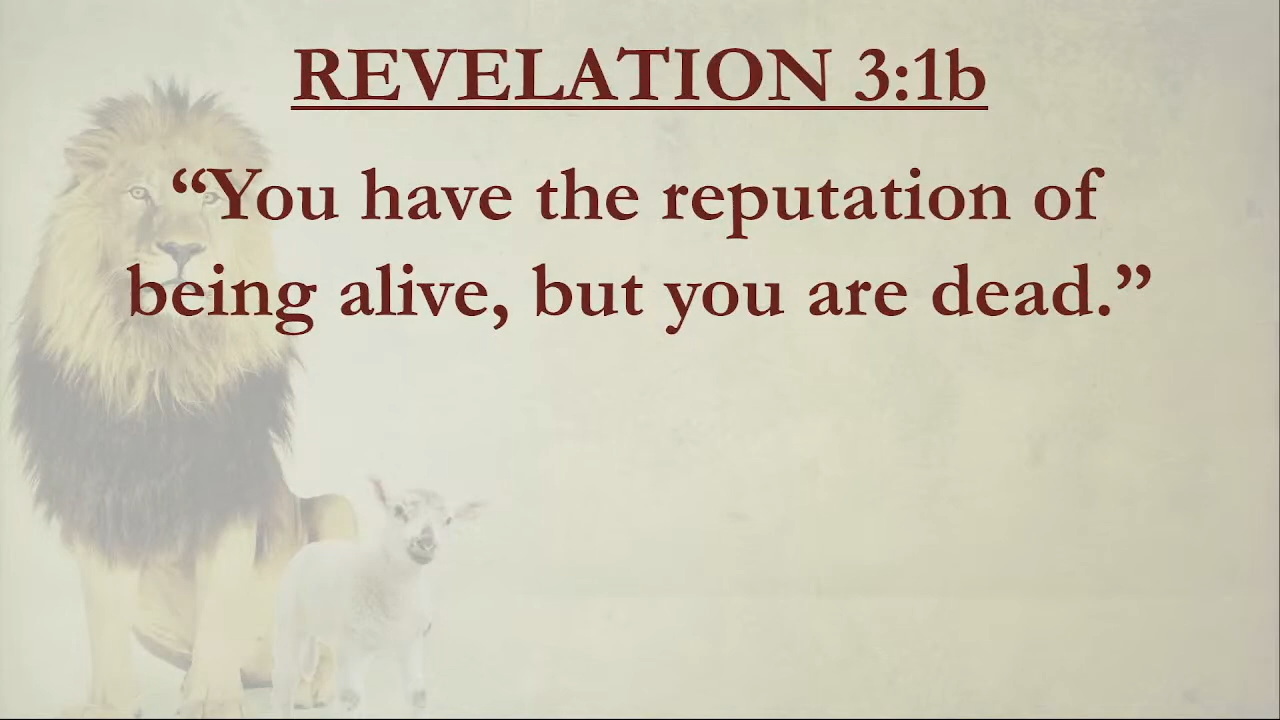 REVELATION 3:1b
“You have the reputation of
being alive, but you are dead.”